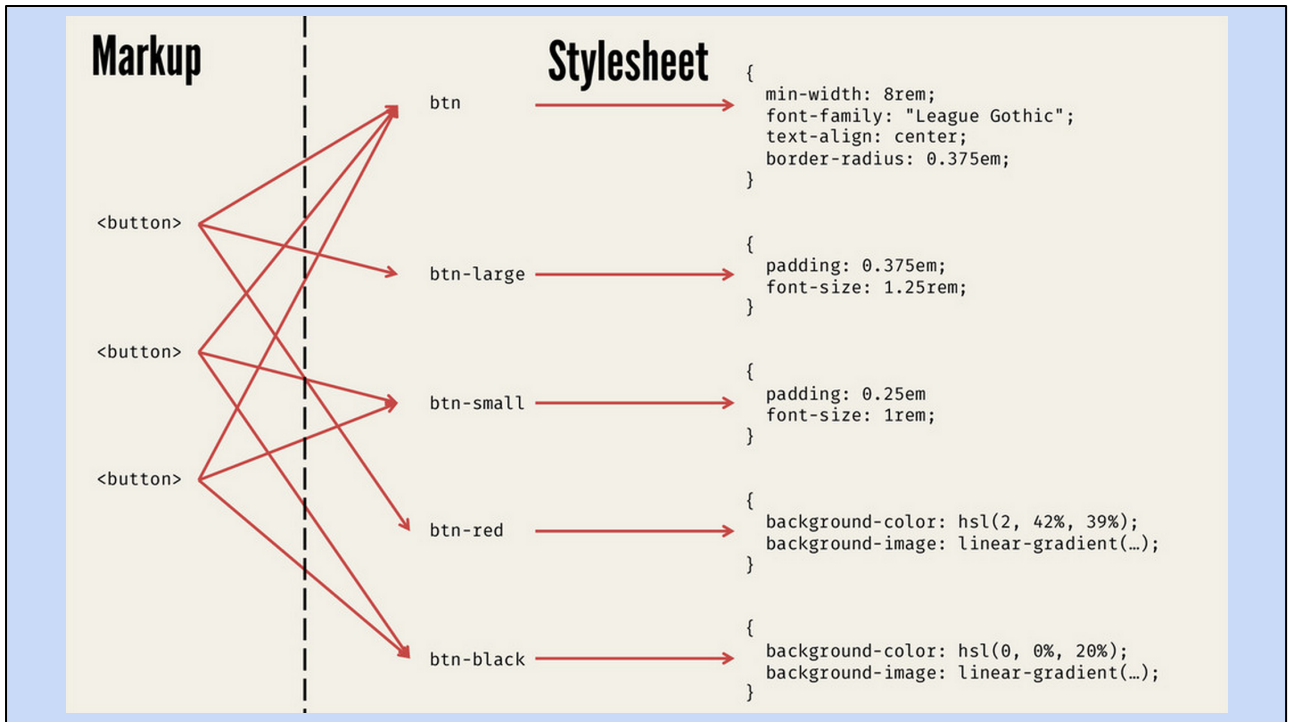 Markup
Stylesheet
<button>
<button>
<button>
btn
{
min-width: 8rem;
font-family: "League Gothic";
text-align: center;
border-radius: 0.375em;
}
btn-large
{
padding: 0.375em;
font-size: 1.25rem;
}
btn-small
{
padding: 0.25em
font-size: 1rem;
}
btn-red
{
background-color: hsl(2, 42%, 39%);
background-image: linear-gradient(…);
}
btn-black
{
background-color: hsl(0, 0%, 20%);
background-image: linear-gradient(…);
}